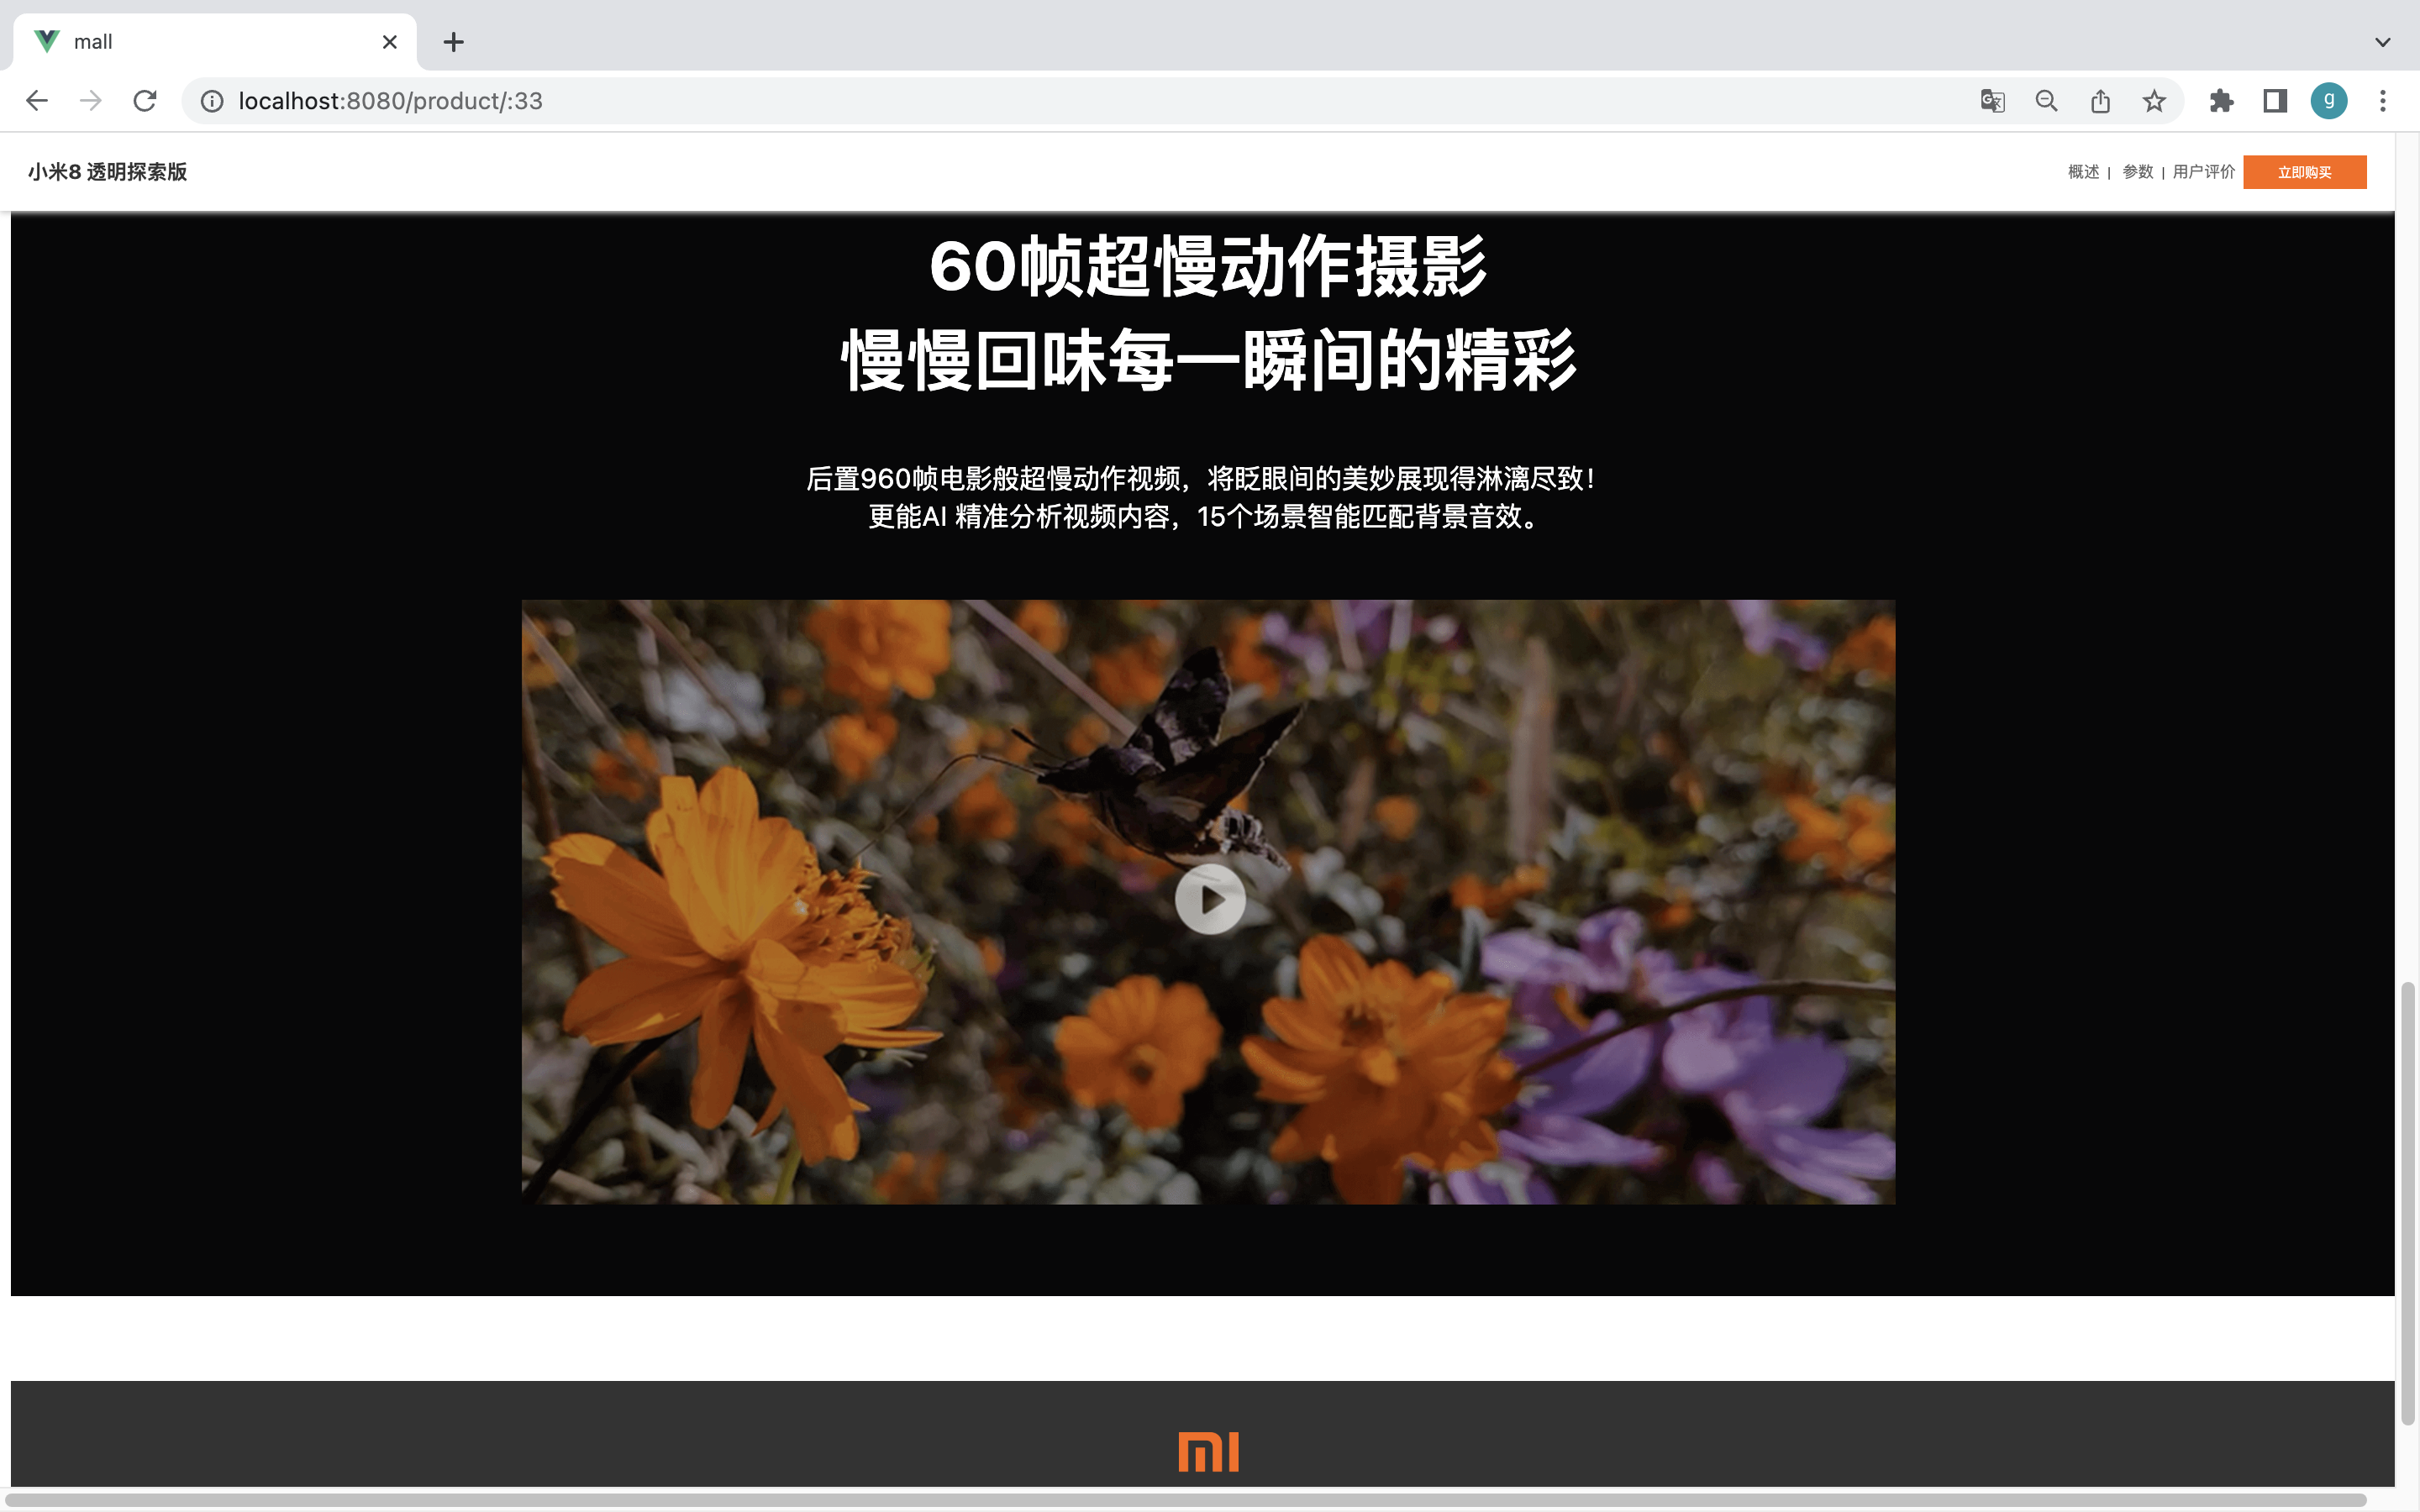 mall
localhost:8080/product/:33
g
小米8 透明探索版
概述 | 参数 | 用户评价 立即购买
60帧超慢动作摄影
慢慢回味每一瞬间的精彩
后置960帧电影般超慢动作视频，将眨眼间的美妙展现得淋漓尽致！
更能AI 精准分析视频内容，15个场景智能匹配背景音效。
mi